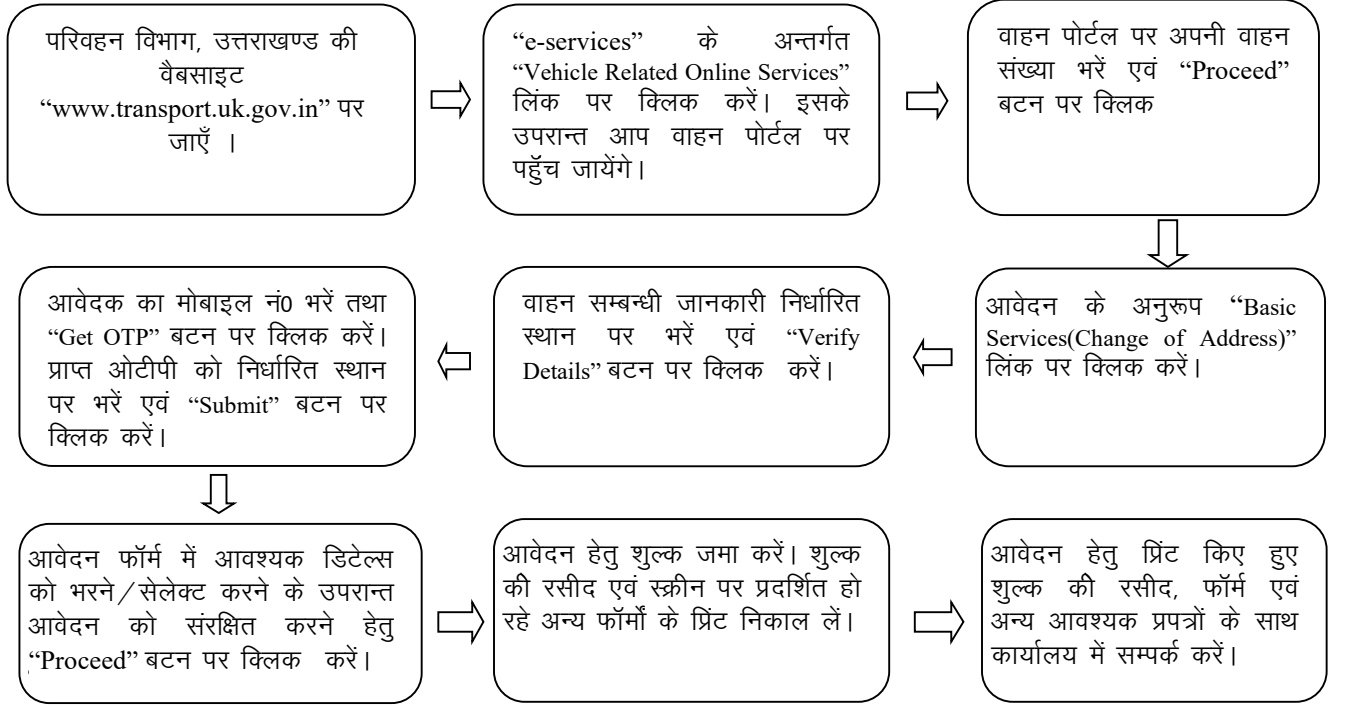 परिवहन विभाग, उत्तराखण्ड की
वैबसाइट
“www.transport.uk.gov.in” पर
जाएँ ।
“e-services” के अन्तर्गत
“Vehicle Related Online Services”
लिंक पर क्लिक करें। इसके
उपरान्त आप वाहन पोर्टल पर
पहुॅच जायेंगे।
वाहन पोर्टल पर अपनी वाहन
संख्या भरें एवं “Proceed”
बटन पर क्लिक
आवेदन के अनुरूप “Basic
Services(Change of Address)”
लिंक पर क्लिक करें।
वाहन सम्बन्धी जानकारी निर्धारित
स्थान पर भरें एवं “Verify
Details” बटन पर क्लिक करें।
आवेदक का मोबाइल नं0 भरें तथा
“Get OTP” बटन पर क्लिक करें।
प्राप्त ओटीपी को निर्धारित स्थान
पर भरें एवं “Submit” बटन पर
क्लिक करें।
आवेदन फॉर्म में आवश्यक डिटेल्स
को भरने/सेलेक्ट करने के उपरान्त
आवेदन को संरक्षित करने हेतु
“Proceed” बटन पर क्लिक करें।
आवेदन हेतु शुल्क जमा करें। शुल्क
की रसीद एवं स्क्रीन पर प्रदर्शित हो
रहे अन्य फॉर्मों के प्रिंट निकाल लें।
आवेदन हेतु प्रिंट किए हुए
शुल्क की रसीद, फॉर्म एवं
अन्य आवश्यक प्रपत्रों के साथ
कार्यालय में सम्पर्क करें।